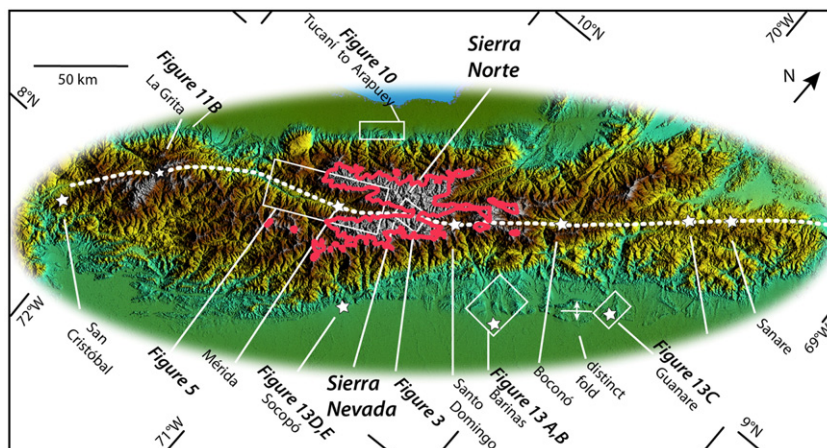 10°N
70°W
Figure 10
Tucaní to Arapuey
Sierra
Norte
Figure 11B
La Grita
50 km
N
8°N
72°W
69°W
San
Cristóbal
Figure 5
Mérida
Figure 13D,E
Socopó
Sierra
Nevada
Figure 3
Santo
Domingo
Figure 13 A,B
Barinas
Boconó
distinct
fold
Figure 13C
Guanare
Sanare
71°W
9°N